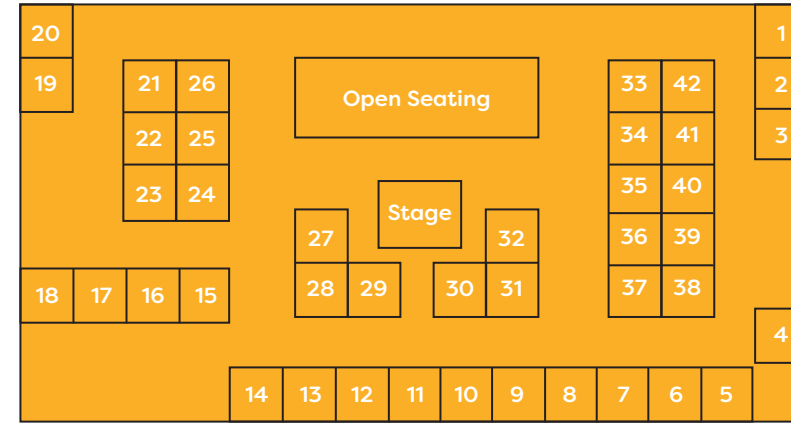 20 1
19 21 26 Open Seating 33 42 2
22 25 34 41 3
23 24 Stage 35 40
27 32 36 39
18 17 16 15 28 29 30 31 37 38
4
14 13 12 11 10 9 8 7 6 5